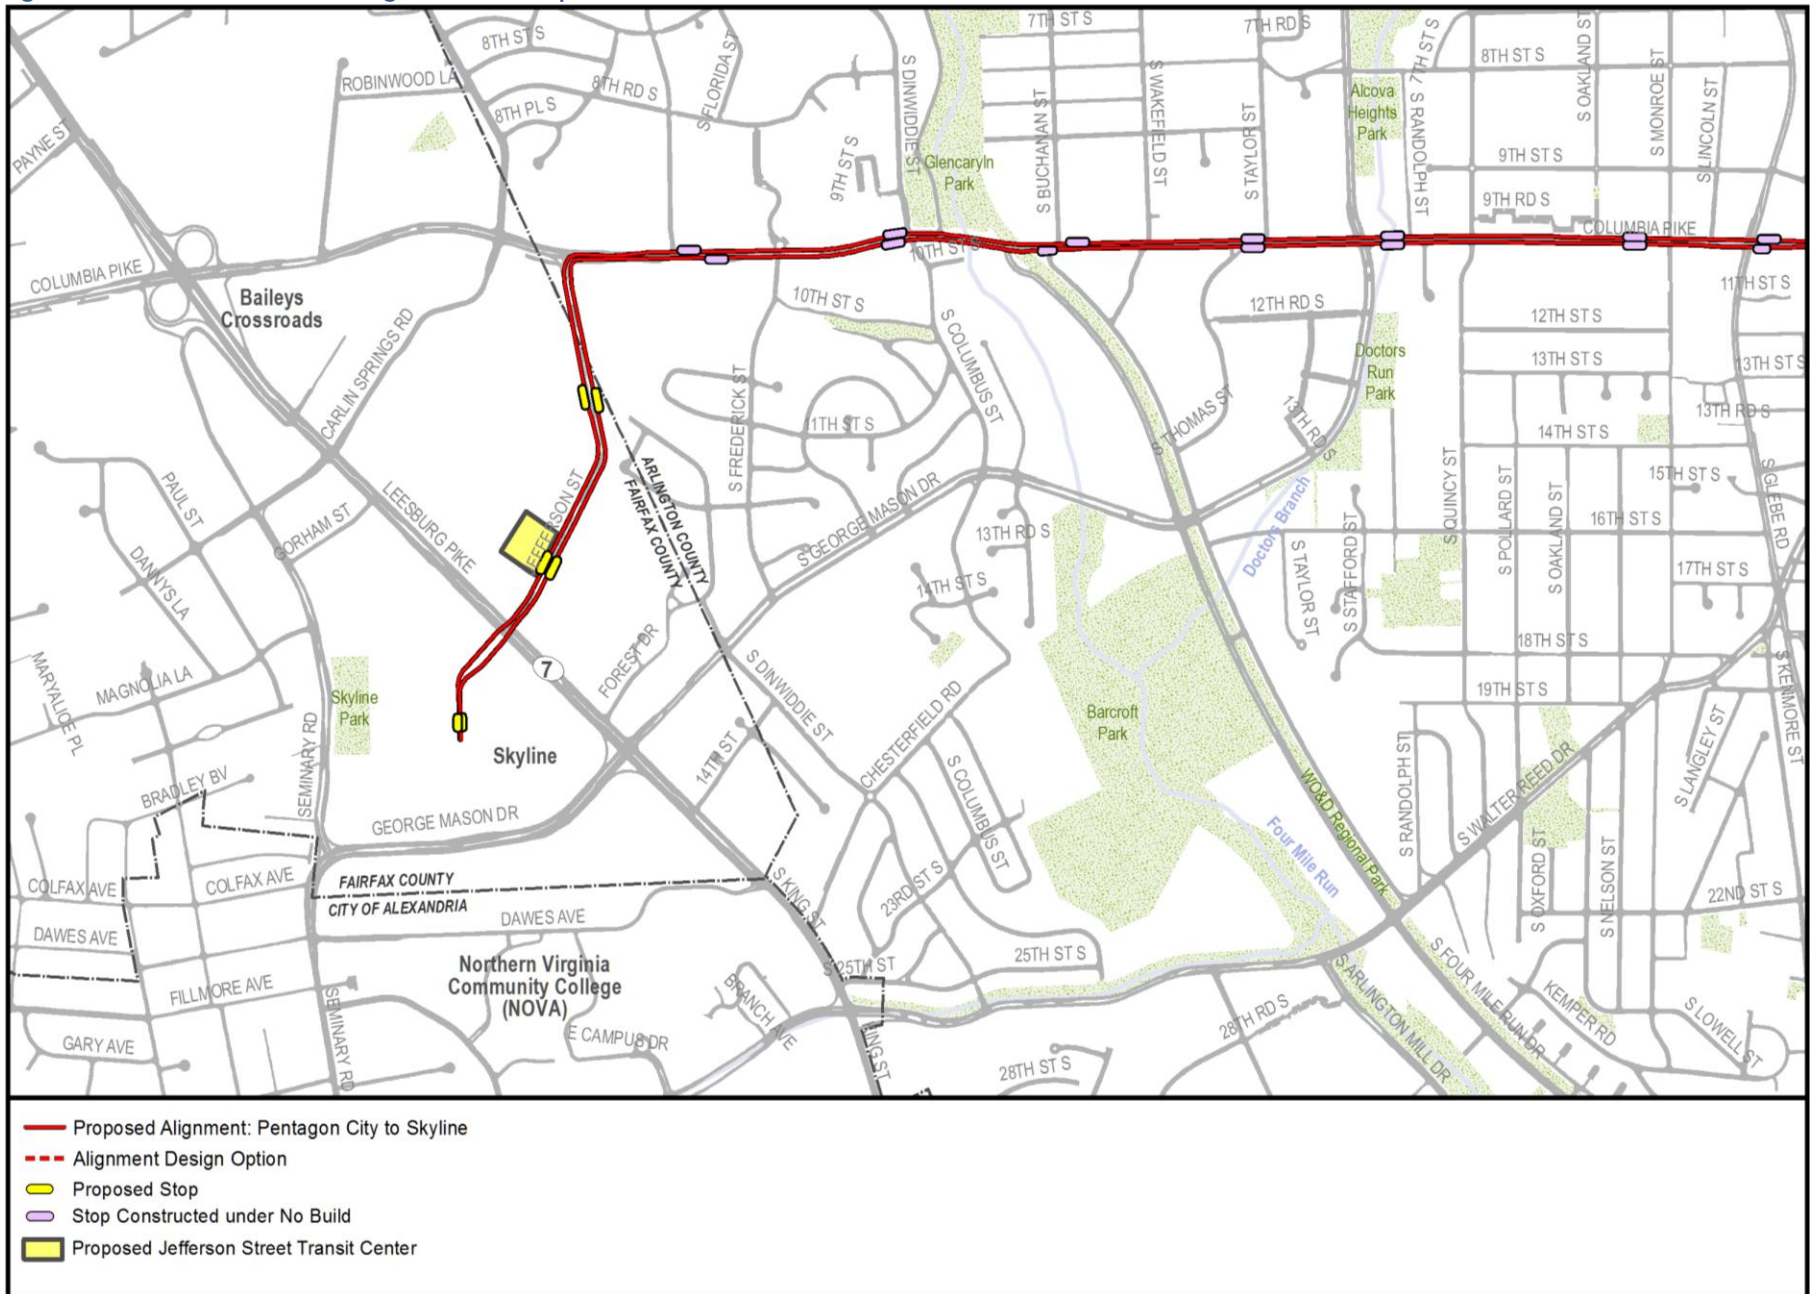 7TH ST S
7TH RD S
8TH ST S
S FLORIDA ST
S DINWIDDIE ST
S WAKEFIELD ST
7TH ST S
8TH ST S
S OAKLAND ST
S MONROE ST
ROBINWOOD LA
8TH RD S
8TH PL S
Alcova
Heights
Park
S RANDOLPH ST
S LINCOLN ST
PAYNE ST
9TH ST S
Glencaryln
Park
S BUCHANAN ST
S TAYLOR ST
9TH ST S
9TH RD S
COLUMBIA PIKE
10TH ST S
COLUMBIA PIKE
Baileys
Crossroads
10TH ST S
11TH ST S
12TH RD S
12TH ST S
CARLIN SPRINGS RD
S COLUMBUS ST
Doctors
Run
Park
13TH ST S
13TH ST S
S FREDERICK ST
11TH ST S
S THOMAS ST
13TH RD S
13TH RD S
14TH ST S
PAUL ST
GORHAM ST
LEESBURG PIKE
ARLINGTON COUNTY
FAIRFAX COUNTY
S GEORGE MASON DR
S QUINCY ST
S POLLARD ST
S OAKLAND ST
15TH ST S
16TH ST S
S GLEBE RD
DANNYS LA
13TH RD S
14TH ST S
Doctors Branch
S TAYLOR ST
S STAFFORD ST
17TH ST S
18TH ST S
MARYALICE PL
MAGNOLIA LA
Skyline
Park
7
FOREST DR
S DINWIDDIE ST
CHESTERFIELD RD
Barcroft
Park
19TH ST S
S KENMORE ST
SEMINARY RD
Skyline
14TH ST
S COLUMBUS ST
WO&D Regional Park
S RANDOLPH ST
S WALTER REED DR
S LANGLEY ST
BRADLEY BV
GEORGE MASON DR
Four Mile Run
S OXFORD ST
S NELSON ST
COLFAX AVE
COLFAX AVE
FAIRFAX COUNTY
CITY OF ALEXANDRIA
S KING ST
23RD ST S
22ND ST S
DAWES AVE
DAWES AVE
Northern Virginia
Community College
(NOVA)
S 25TH ST
25TH ST S
FILLMORE AVE
SEMINARY RD
BRANCH AVE
S ARLINGTON MILL DR
S FOUR MILE RUN DR
KEMPER RD
S LOWELL ST
GARY AVE
E CAMPUS DR
28TH RD S
28TH ST S
Proposed Alignment: Pentagon City to Skyline
Alignment Design Option
Proposed Stop
Stop Constructed under No Build
Proposed Jefferson Street Transit Center